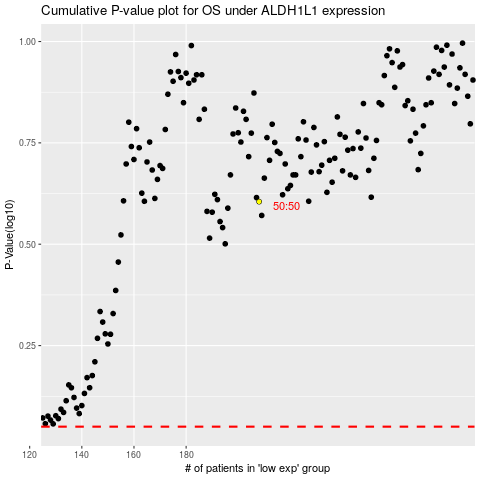 Cumulative P-value plot for OS under ALDH1L1 expression
1.00
0.75
0.50
0.25
P-Value(log10)
50:50
120 140 160 180
# of patients in 'low exp' group